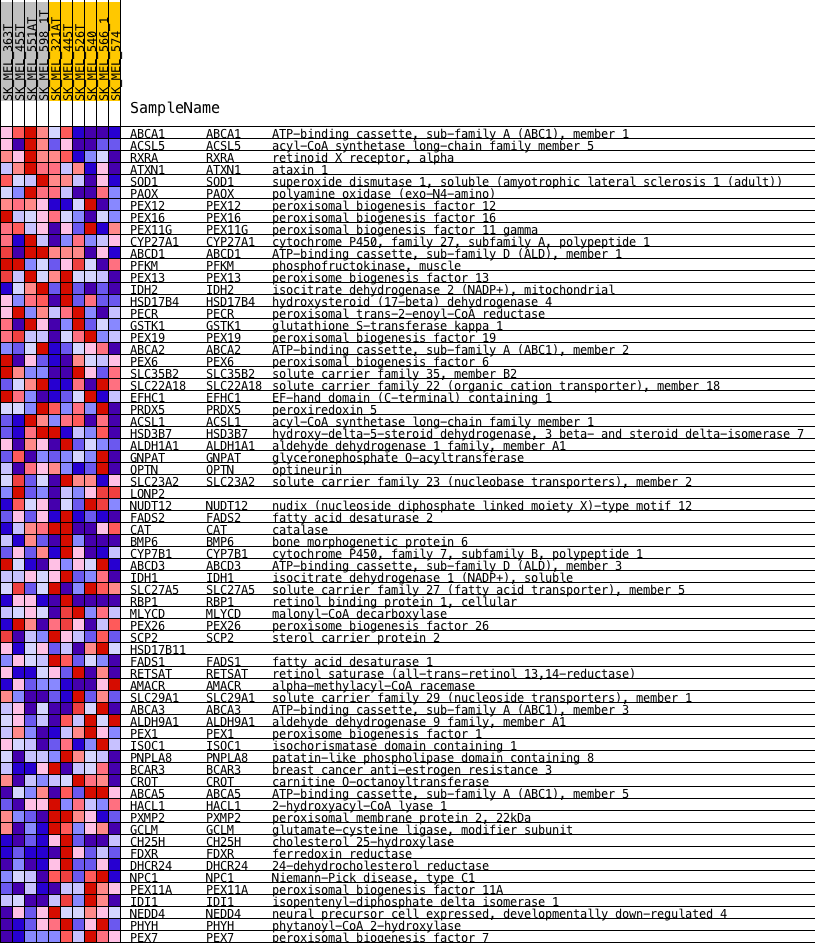 SK_MEL_363T
SK_MEL_455T
SK_MEL_551AT
SK_MEL_598_1T
SK_MEL_321AT
SK_MEL_445T
SK_MEL_526T
SK_MEL_540
SK_MEL_566_1
SK_MEL_574
SampleName
ABCA1 ABCA1 ATP-binding cassette, sub-family A (ABC1), member 1
ACSL5 ACSL5 acyl-CoA synthetase long-chain family member 5
RXRA RXRA retinoid X receptor, alpha
ATXN1 ATXN1 ataxin 1
SOD1 SOD1 superoxide dismutase 1, soluble (amyotrophic lateral sclerosis 1 (adult))
PAOX PAOX polyamine oxidase (exo-N4-amino)
PEX12 PEX12 peroxisomal biogenesis factor 12
PEX16 PEX16 peroxisomal biogenesis factor 16
PEX11G PEX11G peroxisomal biogenesis factor 11 gamma
CYP27A1 CYP27A1 cytochrome P450, family 27, subfamily A, polypeptide 1
ABCD1 ABCD1 ATP-binding cassette, sub-family D (ALD), member 1
PFKM PFKM phosphofructokinase, muscle
PEX13 PEX13 peroxisome biogenesis factor 13
IDH2 IDH2 isocitrate dehydrogenase 2 (NADP+), mitochondrial
HSD17B4 HSD17B4 hydroxysteroid (17-beta) dehydrogenase 4
PECR PECR peroxisomal trans-2-enoyl-CoA reductase
GSTK1 GSTK1 glutathione S-transferase kappa 1
PEX19 PEX19 peroxisomal biogenesis factor 19
ABCA2 ABCA2 ATP-binding cassette, sub-family A (ABC1), member 2
PEX6 PEX6 peroxisomal biogenesis factor 6
SLC35B2 SLC35B2 solute carrier family 35, member B2
SLC22A18 SLC22A18 solute carrier family 22 (organic cation transporter), member 18
EFHC1 EFHC1 EF-hand domain (C-terminal) containing 1
PRDX5 PRDX5 peroxiredoxin 5
ACSL1 ACSL1 acyl-CoA synthetase long-chain family member 1
HSD3B7 HSD3B7 hydroxy-delta-5-steroid dehydrogenase, 3 beta- and steroid delta-isomerase 7
ALDH1A1 ALDH1A1 aldehyde dehydrogenase 1 family, member A1
GNPAT GNPAT glyceronephosphate O-acyltransferase
OPTN OPTN optineurin
SLC23A2 SLC23A2 solute carrier family 23 (nucleobase transporters), member 2
LONP2
NUDT12 NUDT12 nudix (nucleoside diphosphate linked moiety X)-type motif 12
FADS2 FADS2 fatty acid desaturase 2
CAT CAT catalase
BMP6 BMP6 bone morphogenetic protein 6
CYP7B1 CYP7B1 cytochrome P450, family 7, subfamily B, polypeptide 1
ABCD3 ABCD3 ATP-binding cassette, sub-family D (ALD), member 3
IDH1 IDH1 isocitrate dehydrogenase 1 (NADP+), soluble
SLC27A5 SLC27A5 solute carrier family 27 (fatty acid transporter), member 5
RBP1 RBP1 retinol binding protein 1, cellular
MLYCD MLYCD malonyl-CoA decarboxylase
PEX26 PEX26 peroxisome biogenesis factor 26
SCP2 SCP2 sterol carrier protein 2
HSD17B11
FADS1 FADS1 fatty acid desaturase 1
RETSAT RETSAT retinol saturase (all-trans-retinol 13,14-reductase)
AMACR AMACR alpha-methylacyl-CoA racemase
SLC29A1 SLC29A1 solute carrier family 29 (nucleoside transporters), member 1
ABCA3 ABCA3 ATP-binding cassette, sub-family A (ABC1), member 3
ALDH9A1 ALDH9A1 aldehyde dehydrogenase 9 family, member A1
PEX1 PEX1 peroxisome biogenesis factor 1
ISOC1 ISOC1 isochorismatase domain containing 1
PNPLA8 PNPLA8 patatin-like phospholipase domain containing 8
BCAR3 BCAR3 breast cancer anti-estrogen resistance 3
CROT CROT carnitine O-octanoyltransferase
ABCA5 ABCA5 ATP-binding cassette, sub-family A (ABC1), member 5
HACL1 HACL1 2-hydroxyacyl-CoA lyase 1
PXMP2 PXMP2 peroxisomal membrane protein 2, 22kDa
GCLM GCLM glutamate-cysteine ligase, modifier subunit
CH25H CH25H cholesterol 25-hydroxylase
FDXR FDXR ferredoxin reductase
DHCR24 DHCR24 24-dehydrocholesterol reductase
NPC1 NPC1 Niemann-Pick disease, type C1
PEX11A PEX11A peroxisomal biogenesis factor 11A
IDI1 IDI1 isopentenyl-diphosphate delta isomerase 1
NEDD4 NEDD4 neural precursor cell expressed, developmentally down-regulated 4
PHYH PHYH phytanoyl-CoA 2-hydroxylase
PEX7 PEX7 peroxisomal biogenesis factor 7